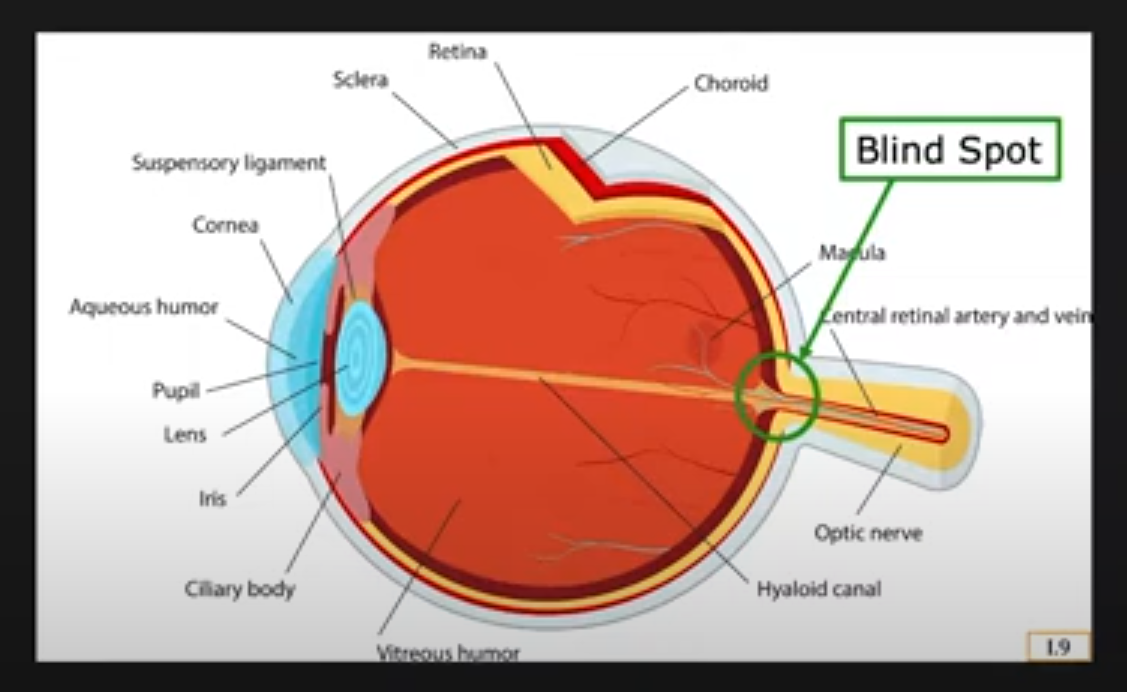 Retina
Sclera
Choroid
Blind Spot
Suspensory ligament
Cornea
Macula
Aqueous humor
Central retinal artery and vein
Pupil
Lens
Iris
Optic nerve
Ciliary body
Hyaloid canal
Vitreous humor
1.9